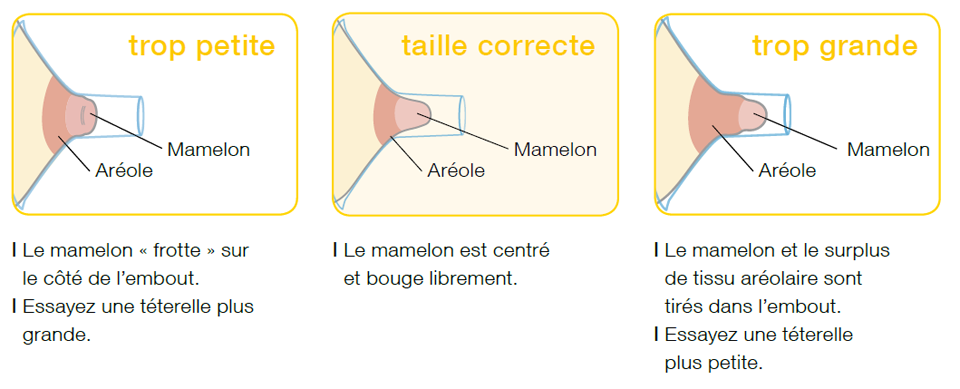 trop petite
Mamelon
Aréole
I Le mamelon « frotte » sur
le côté de l'embout.
I Essayez une téterelle plus
grande.
taille correcte
Mamelon
Aréole
I Le mamelon est centré
et bouge librement.
trop grande
Mamelon
Aréole
I Le mamelon et le surplus
de tissu aréolaire sont
tirés dans l'embout.
I Essayez une téterelle
plus petite.